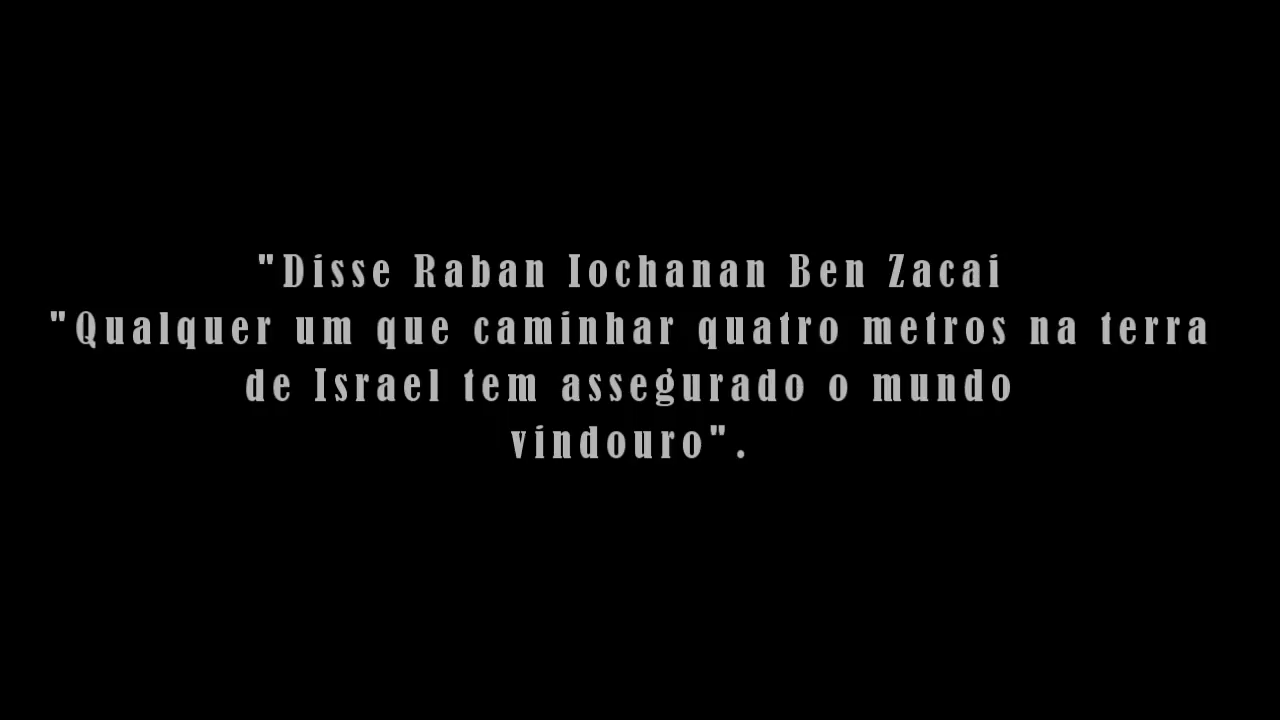 "Disse Raban Iochanan Ben Zacai
"Qualquer um que caminhar quatro metros na terra
de Israel tem assegurado o mundo
vindouro".